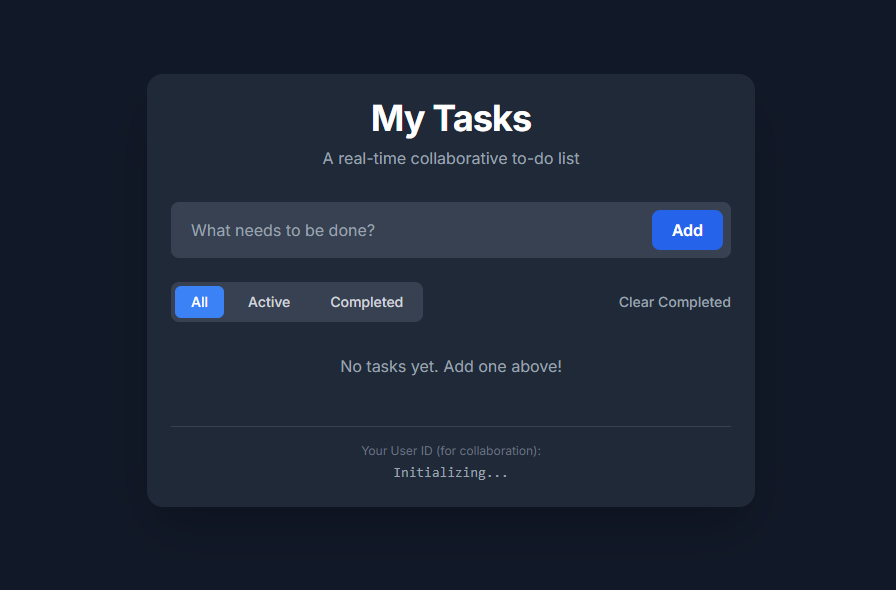 My Tasks
A real-time collaborative to-do list
What needs to be done?
Add
All
Active
Completed
Clear Completed
No tasks yet. Add one above!
Your User ID (for collaboration):
Initializing...